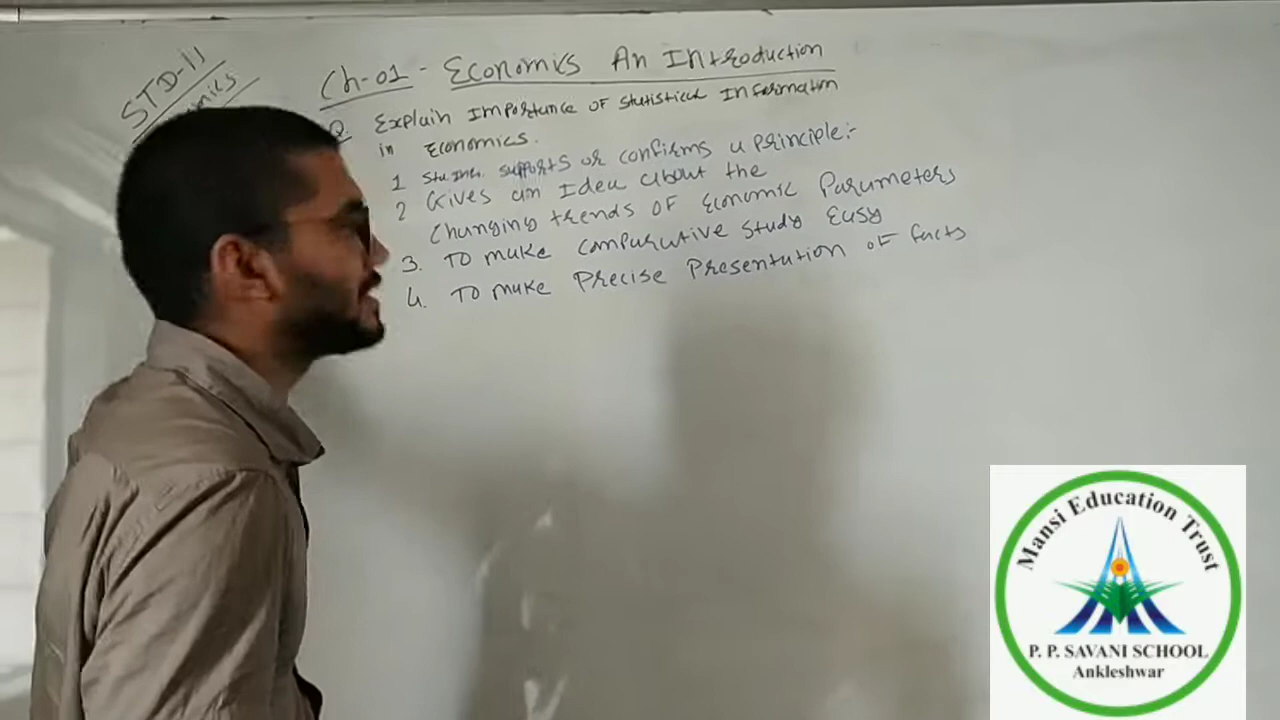 STD-11
Ch-01 - Economics An Introduction
Q Explain Importance of Statistical Information
in Economics.
1 Sta. Infn. supports or confirms a principle:-
2 Gives an Idea about the
Changing trends of Economic Parameters
3. To make comparative study Easy
4. To make Precise Presentation of facts
Mansi Education Trust
P. P. SAVANI SCHOOL
Ankleshwar